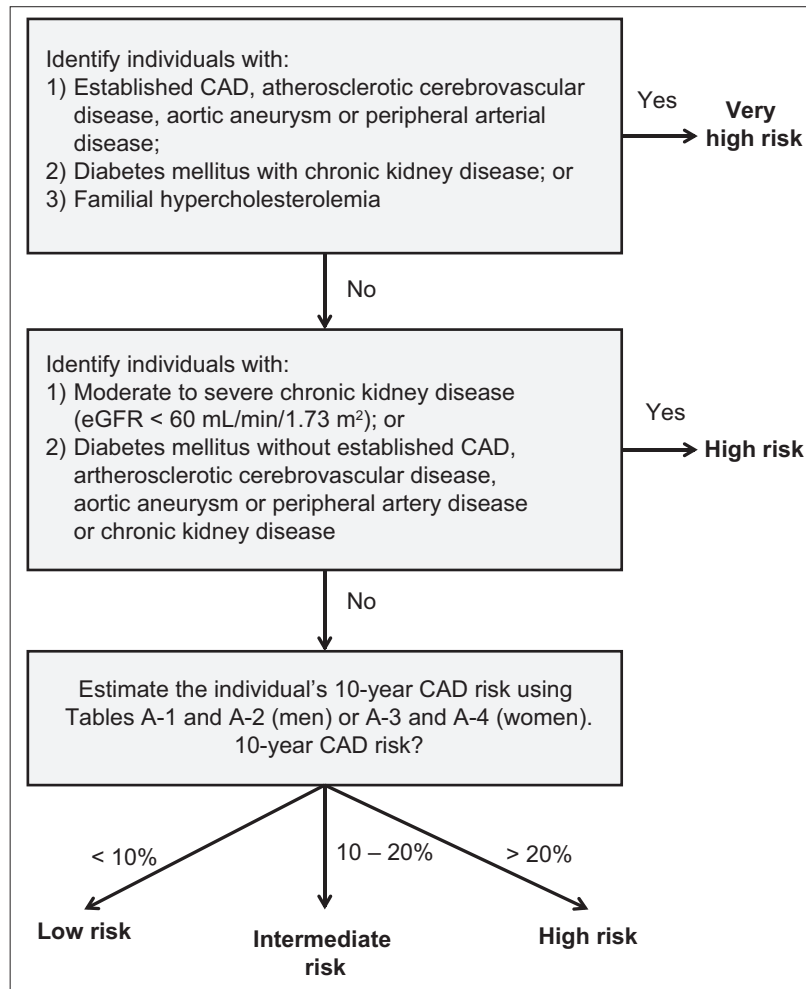 Identify individuals with:
1) Established CAD, atherosclerotic cerebrovascular
disease, aortic aneurysm or peripheral arterial
disease;
2) Diabetes mellitus with chronic kidney disease; or
3) Familial hypercholesterolemia
Yes
Very
high risk
No
Identify individuals with:
1) Moderate to severe chronic kidney disease
(eGFR < 60 mL/min/1.73 m²); or
2) Diabetes mellitus without established CAD,
artherosclerotic cerebrovascular disease,
aortic aneurysm or peripheral artery disease
or chronic kidney disease
Yes
High risk
No
Estimate the individual’s 10-year CAD risk using
Tables A-1 and A-2 (men) or A-3 and A-4 (women).
10-year CAD risk?
< 10%
10 – 20%
> 20%
Low risk
Intermediate
risk
High risk